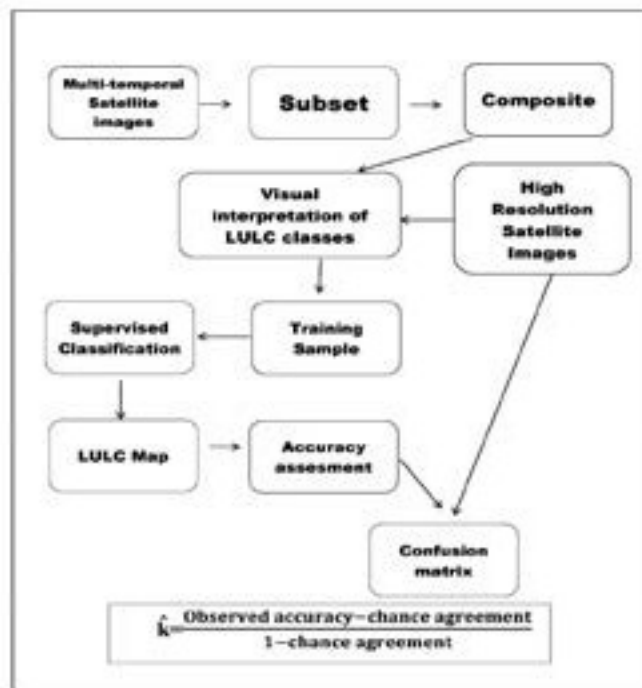 Multi-temporal
Satellite
images
Subset
Composite
Visual
interpretation of
LULC classes
High
Resolution
Satellite
Images
Supervised
Classification
Training
Sample
LULC Map
Accuracy
assesment
Confusion
matrix
k̂=Observed accuracy−chance agreement
1−chance agreement